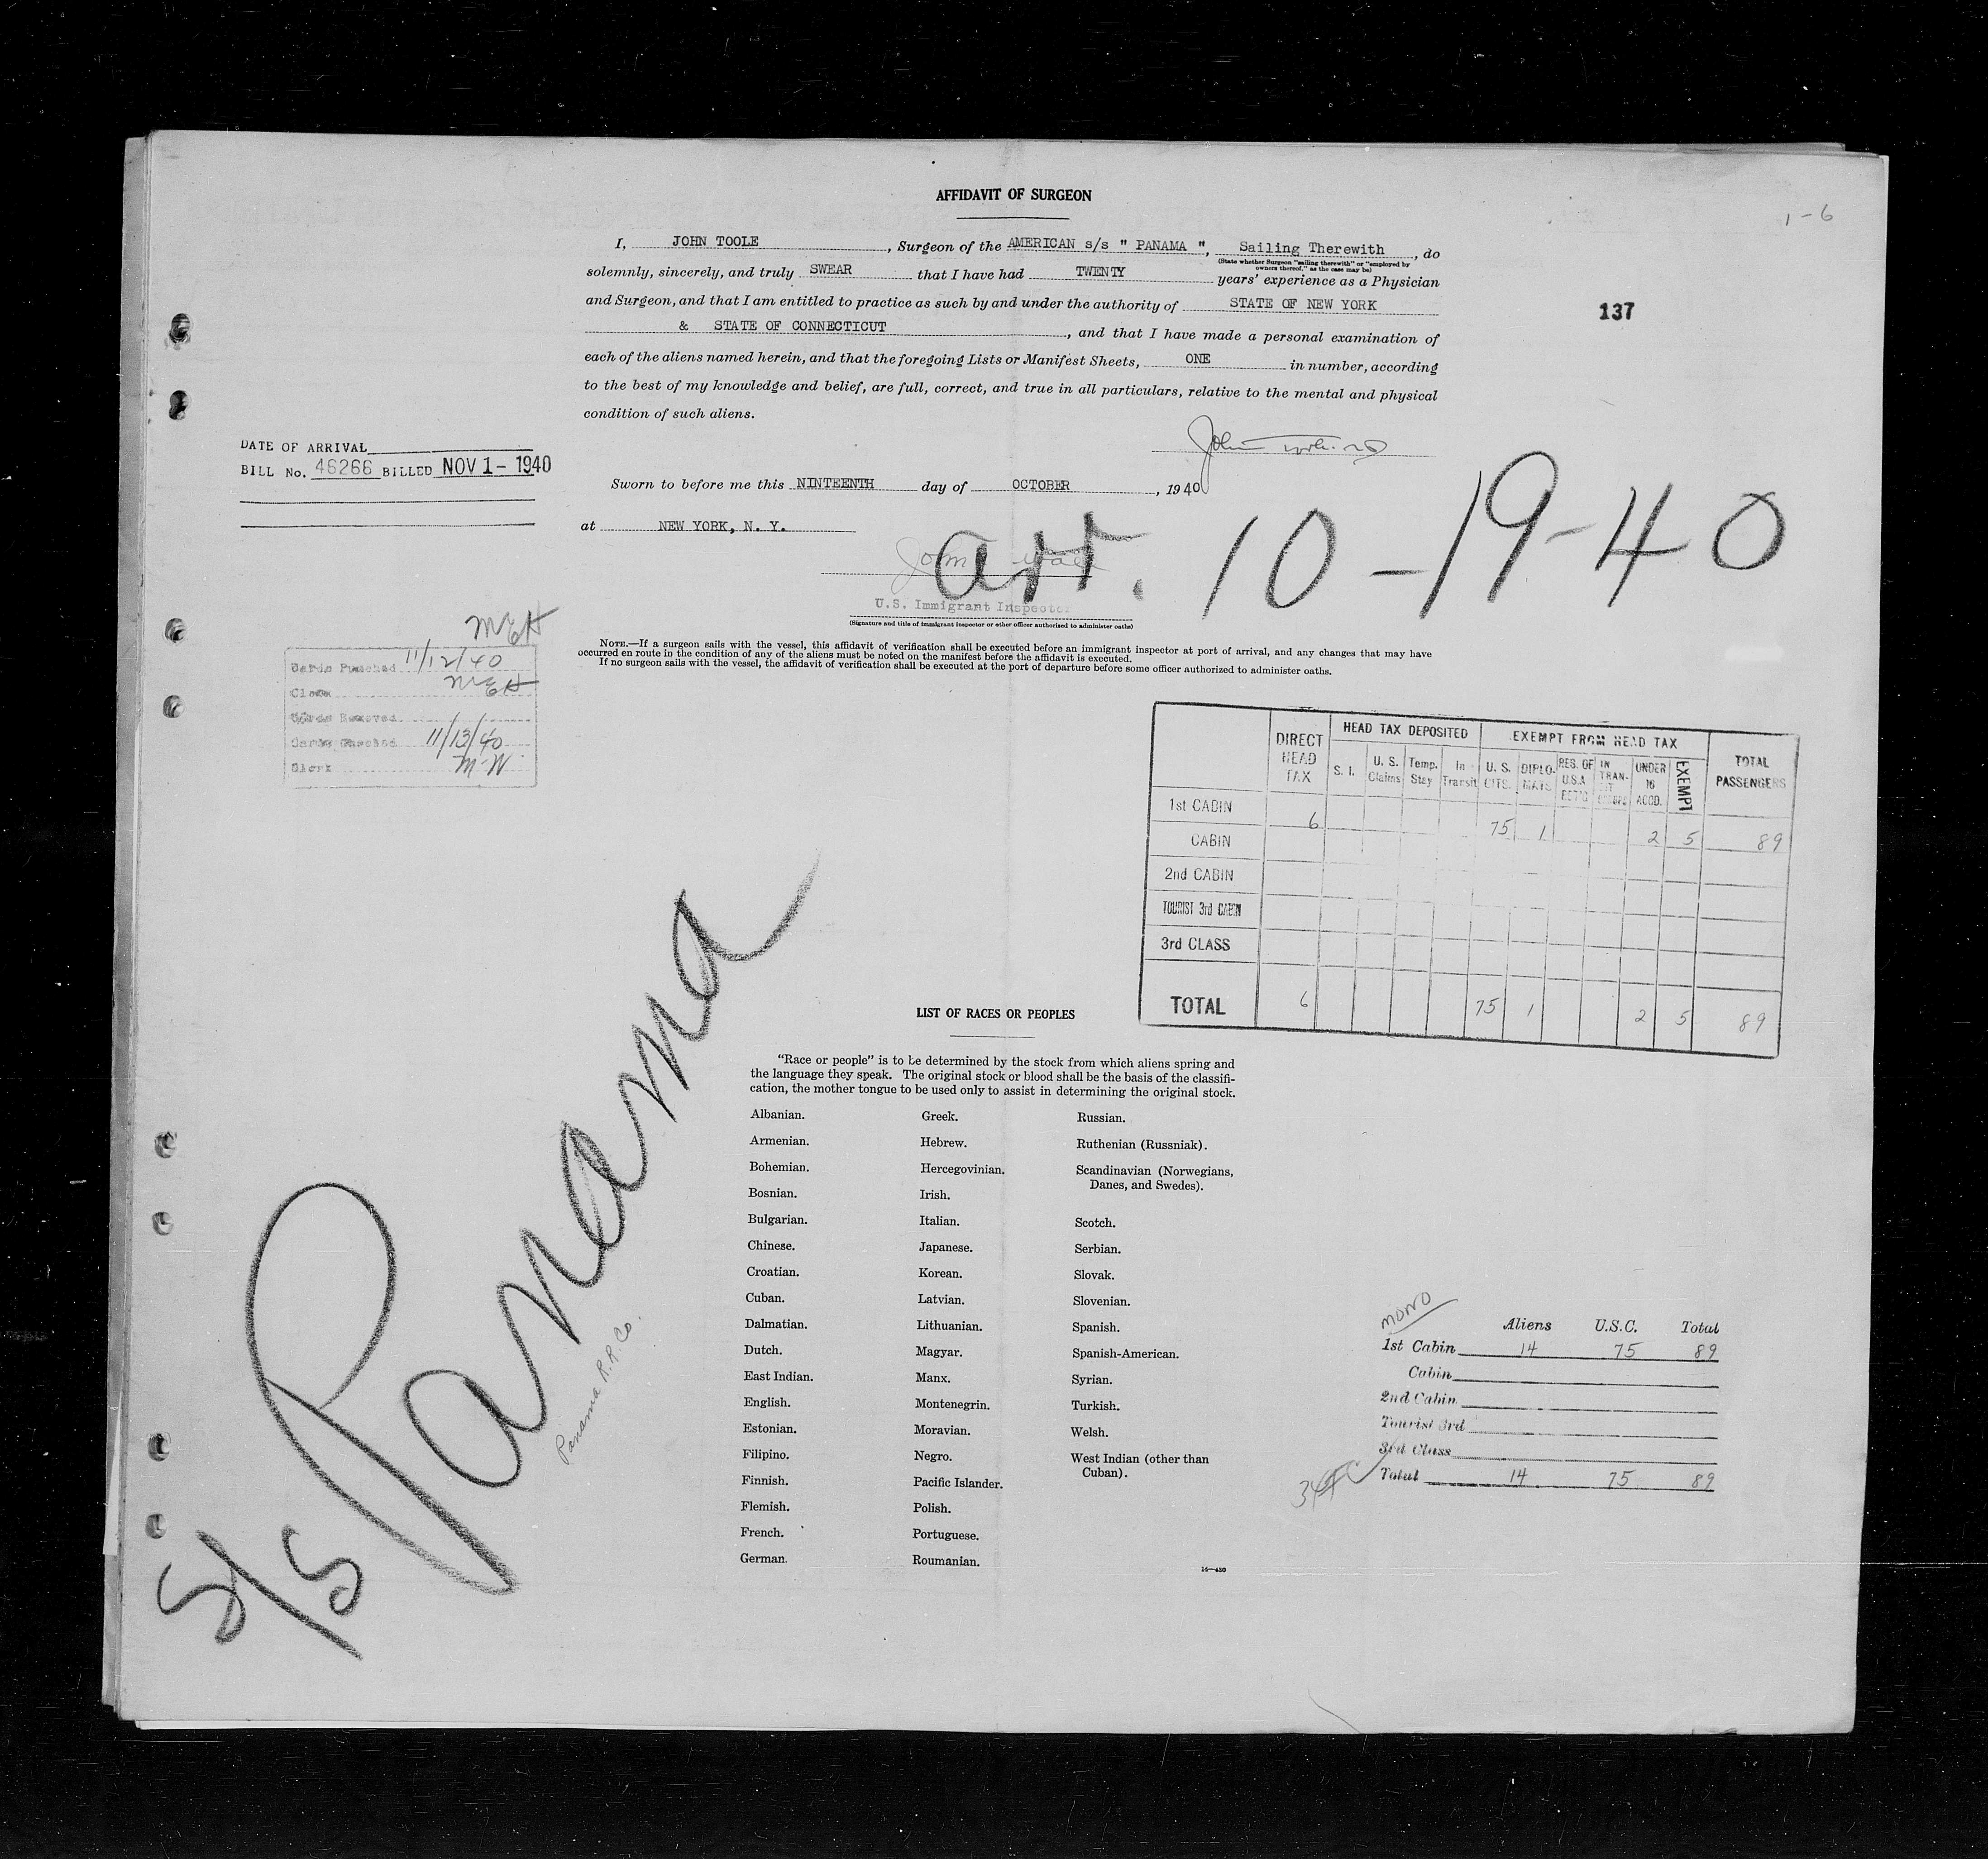 AFFIDAVIT OF SURGEON
1-6
I, JOHN TOOLE, Surgeon of the AMERICAN s/s " PANAMA ", Sailing Therewith, do
(State whether Surgeon "sailing therewith" or "employed by
owners thereof," as the case may be)
solemnly, sincerely, and truly SWEAR that I have had TWENTY years' experience as a Physician
and Surgeon, and that I am entitled to practice as such by and under the authority of STATE OF NEW YORK
137
& STATE OF CONNECTICUT, and that I have made a personal examination of
each of the aliens named herein, and that the foregoing Lists or Manifest Sheets, ONE in number, according
to the best of my knowledge and belief, are full, correct, and true in all particulars, relative to the mental and physical
condition of such aliens.
DATE OF ARRIVAL
BILL No. 46266 BILLED NOV 1 - 1940
Sworn to before me this NINTEENTH day of OCTOBER, 1940
at NEW YORK, N. Y.
arr. 10-19-40
U.S. Immigrant Inspector
(Signature and title of immigrant inspector or other officer authorized to administer oaths)
NOTE.—If a surgeon sails with the vessel, this affidavit of verification shall be executed before an immigrant inspector at port of arrival, and any changes that may have
occurred en route in the condition of any of the aliens must be noted on the manifest before the affidavit is executed.
If no surgeon sails with the vessel, the affidavit of verification shall be executed at the port of departure before some officer authorized to administer oaths.
MEH
Cards Punched 11/12/40
Clerk MEH
Cards Removed
11/13/40
Clerk M-W
DIRECT HEAD TAX
HEAD TAX DEPOSITED
EXEMPT FROM HEAD TAX
TOTAL PASSENGERS
S. I.
U. S. Claims
Temp. Stay
In Transit
U. S. CITS.
DIPLO-MATS
RES. OF U.S.A RET'G
IN TRAN-SIT
UNDER 16 ACCD.
EXEMPT
1st CABIN 6 75 1 2 5 89
CABIN
2nd CABIN
TOURIST 3rd CABIN
3rd CLASS
TOTAL 6 75 1 2 5 89
S/S Panama
Panama R.R. Co.
LIST OF RACES OR PEOPLES
"Race or people" is to be determined by the stock from which aliens spring and
the language they speak. The original stock or blood shall be the basis of the classifi-
cation, the mother tongue to be used only to assist in determining the original stock.
Albanian.
Armenian.
Bohemian.
Bosnian.
Bulgarian.
Chinese.
Croatian.
Cuban.
Dalmatian.
Dutch.
East Indian.
English.
Estonian.
Filipino.
Finnish.
Flemish.
French.
German.
Greek.
Hebrew.
Hercegovinian.
Irish.
Italian.
Japanese.
Korean.
Latvian.
Lithuanian.
Magyar.
Manx.
Montenegrin.
Moravian.
Negro.
Pacific Islander.
Polish.
Portuguese.
Roumanian.
Russian.
Ruthenian (Russniak).
Scandinavian (Norwegians,
Danes, and Swedes).
Scotch.
Serbian.
Slovak.
Slovenian.
Spanish.
Spanish-American.
Syrian.
Turkish.
Welsh.
West Indian (other than
Cuban).
16—430
MONO
Aliens U.S.C. Total
1st Cabin 14 75 89
Cabin
2nd Cabin
Tourist 3rd
3rd Class
Total 14 75 89